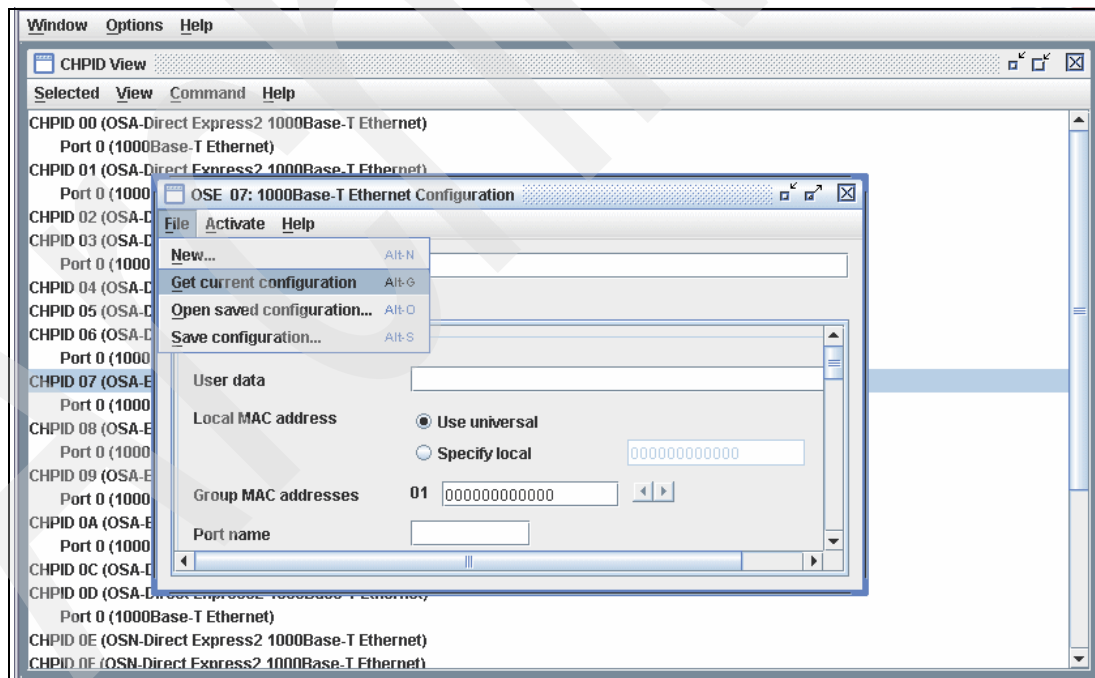 Window Options Help
CHPID View
Selected View Command Help
CHPID 00 (OSA-Direct Express2 1000Base-T Ethernet)
Port 0 (1000Base-T Ethernet)
CHPID 01 (OSA-Direct Express2 1000Base-T Ethernet)
Port 0 (1000
CHPID 02 (OSA-D
CHPID 03 (OSA-D
Port 0 (1000
CHPID 04 (OSA-D
CHPID 05 (OSA-D
CHPID 06 (OSA-D
Port 0 (1000
CHPID 07 (OSA-E
Port 0 (1000
CHPID 08 (OSA-E
Port 0 (1000
CHPID 09 (OSA-E
Port 0 (1000
CHPID 0A (OSA-E
Port 0 (1000
CHPID 0C (OSA-D
CHPID 0D (OSA-Direct Express2 1000Base-T Ethernet)
Port 0 (1000Base-T Ethernet)
CHPID 0E (OSN-Direct Express2 1000Base-T Ethernet)
CHPID 0F (OSN-Direct Express2 1000Base-T Ethernet)
OSE 07: 1000Base-T Ethernet Configuration
File Activate Help
New... Alt-N
Get current configuration Alt-G
Open saved configuration... Alt-O
Save configuration... Alt-S
User data
Local MAC address
Use universal
Specify local 000000000000
Group MAC addresses 01 000000000000
Port name